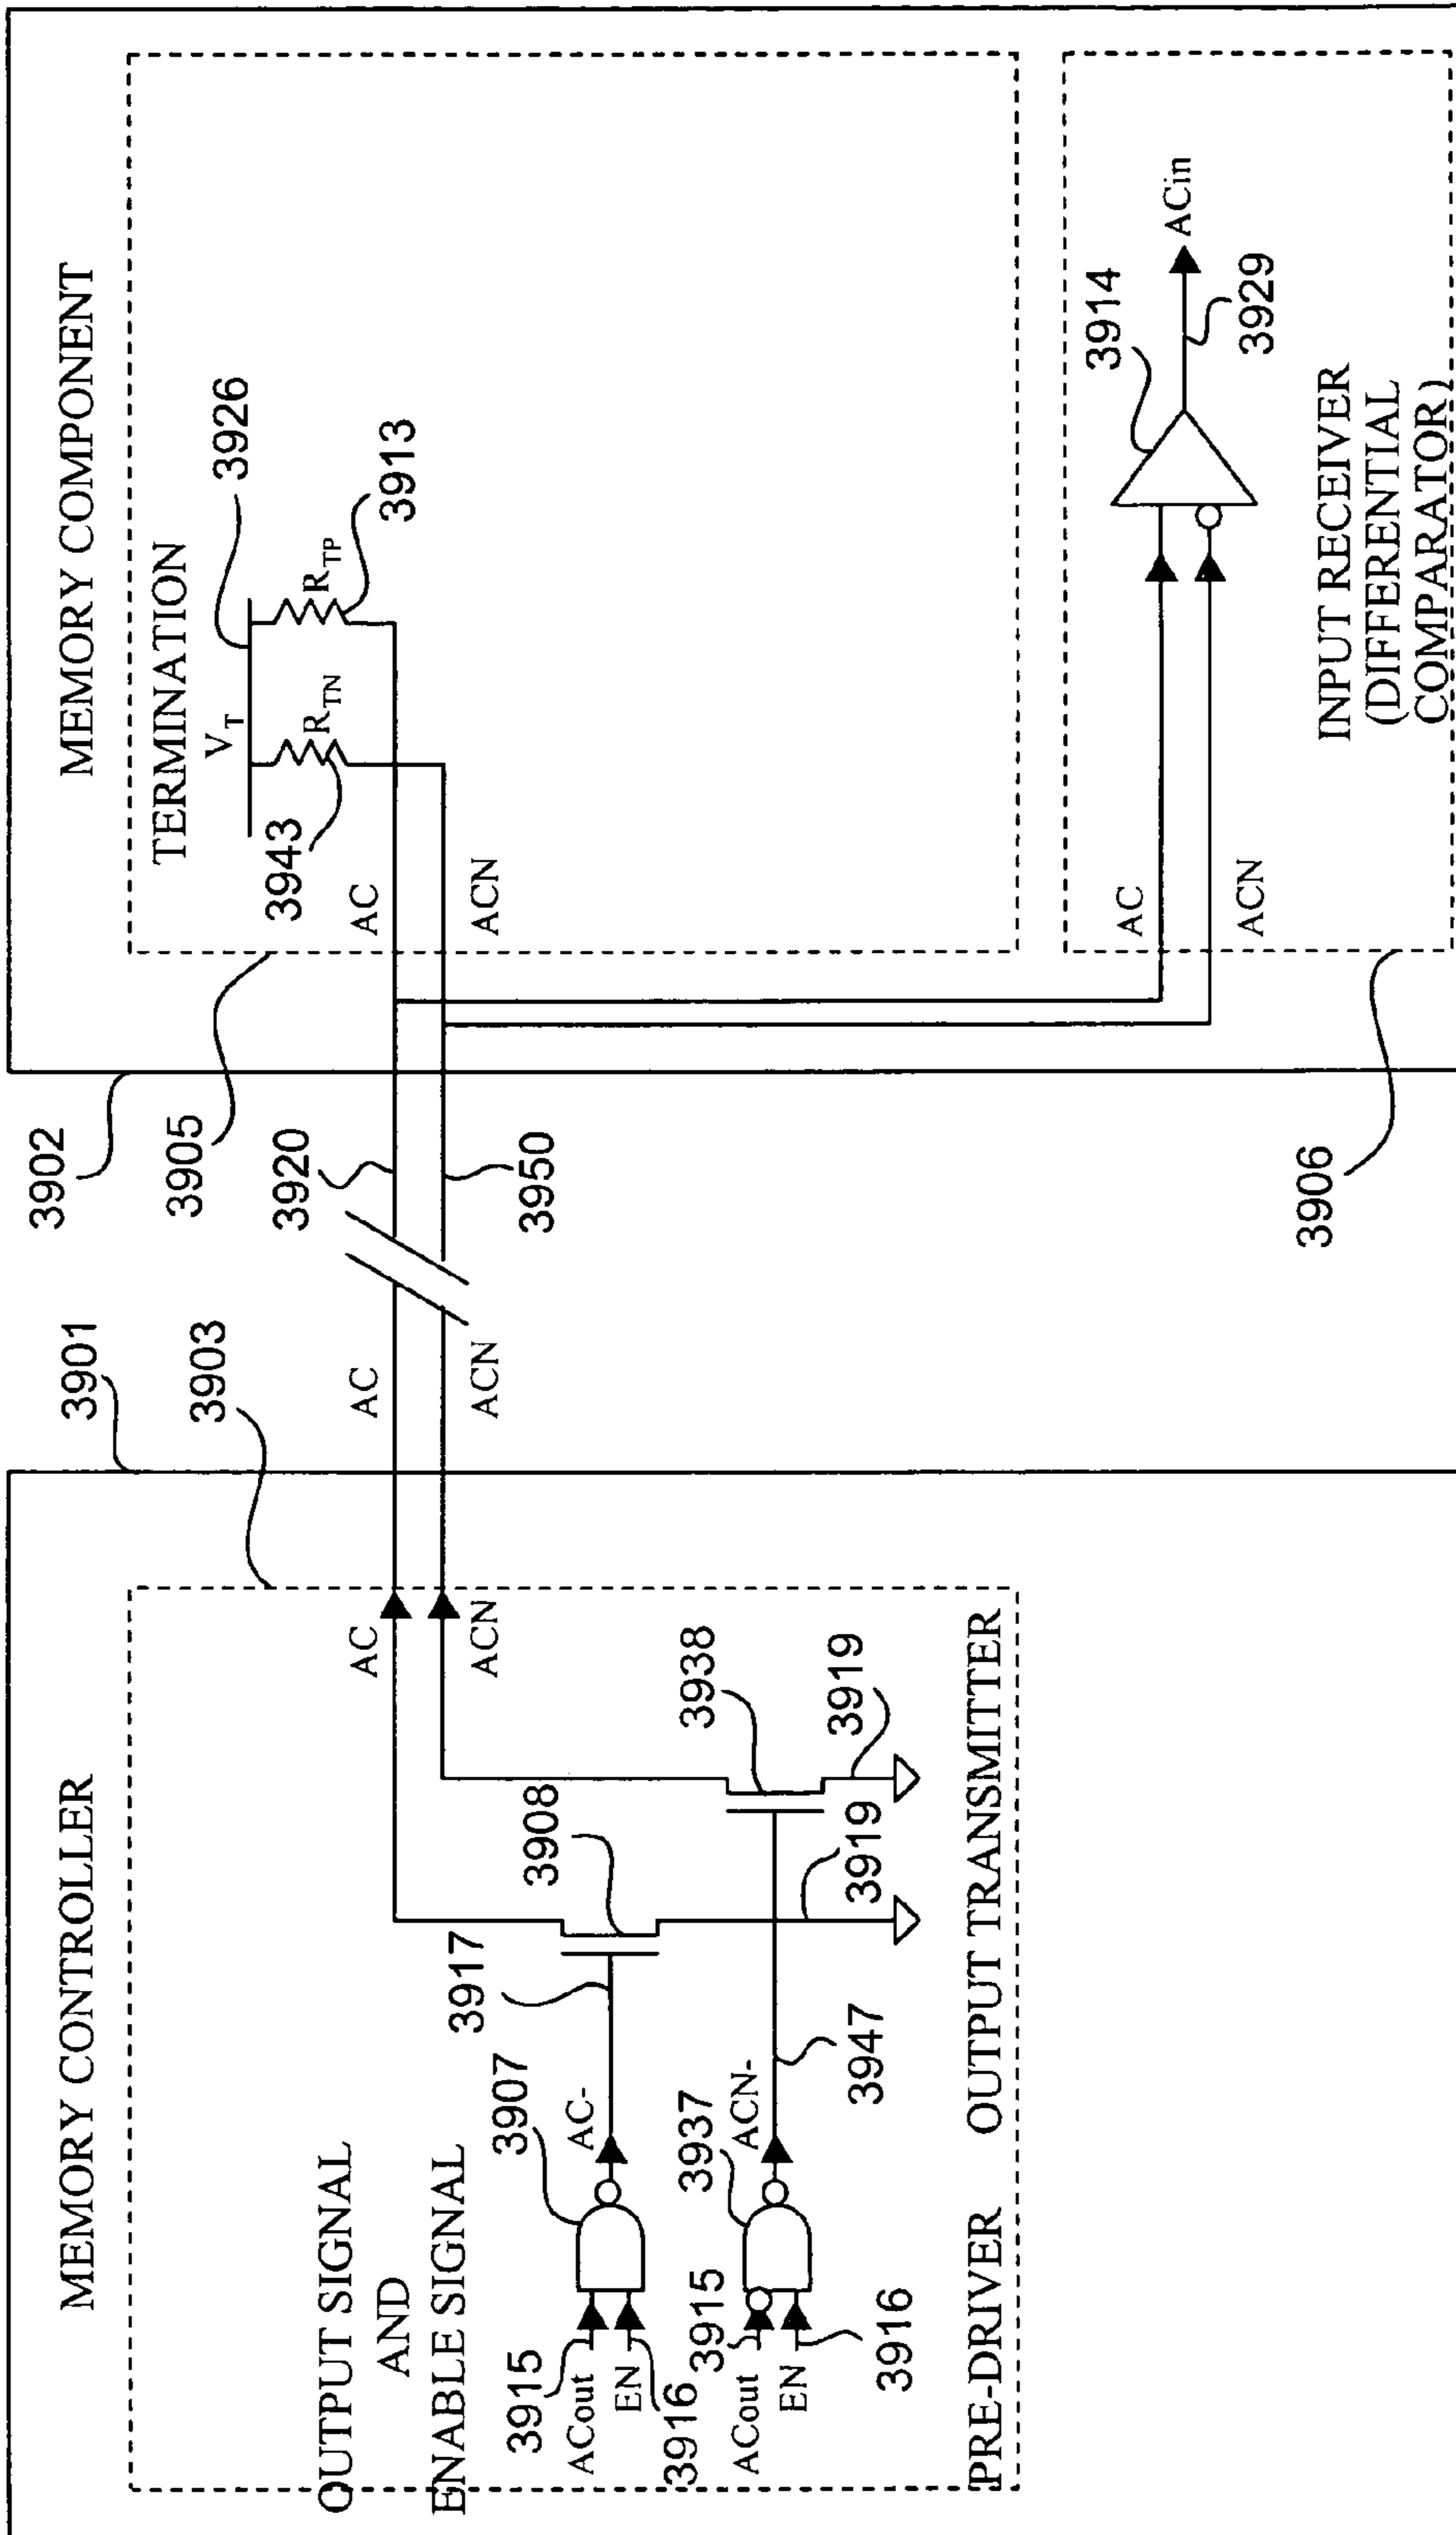 MEMORY CONTROLLER
3901
3903
OUTPUT SIGNAL
AND
ENABLE SIGNAL
3915
ACout
EN
3916
3907
AC-
3917
3908
AC
ACN
3915
ACout
EN
3916
3937
ACN-
3947
3938
3919
3919
PRE-DRIVER
OUTPUT TRANSMITTER
AC
ACN
3920
3950
3902
3905
3906
MEMORY COMPONENT
TERMINATION
VT
3926
RTN
RTP
3943
3913
AC
ACN
AC
ACN
3914
ACin
3929
INPUT RECEIVER
(DIFFERENTIAL
COMPARATOR)